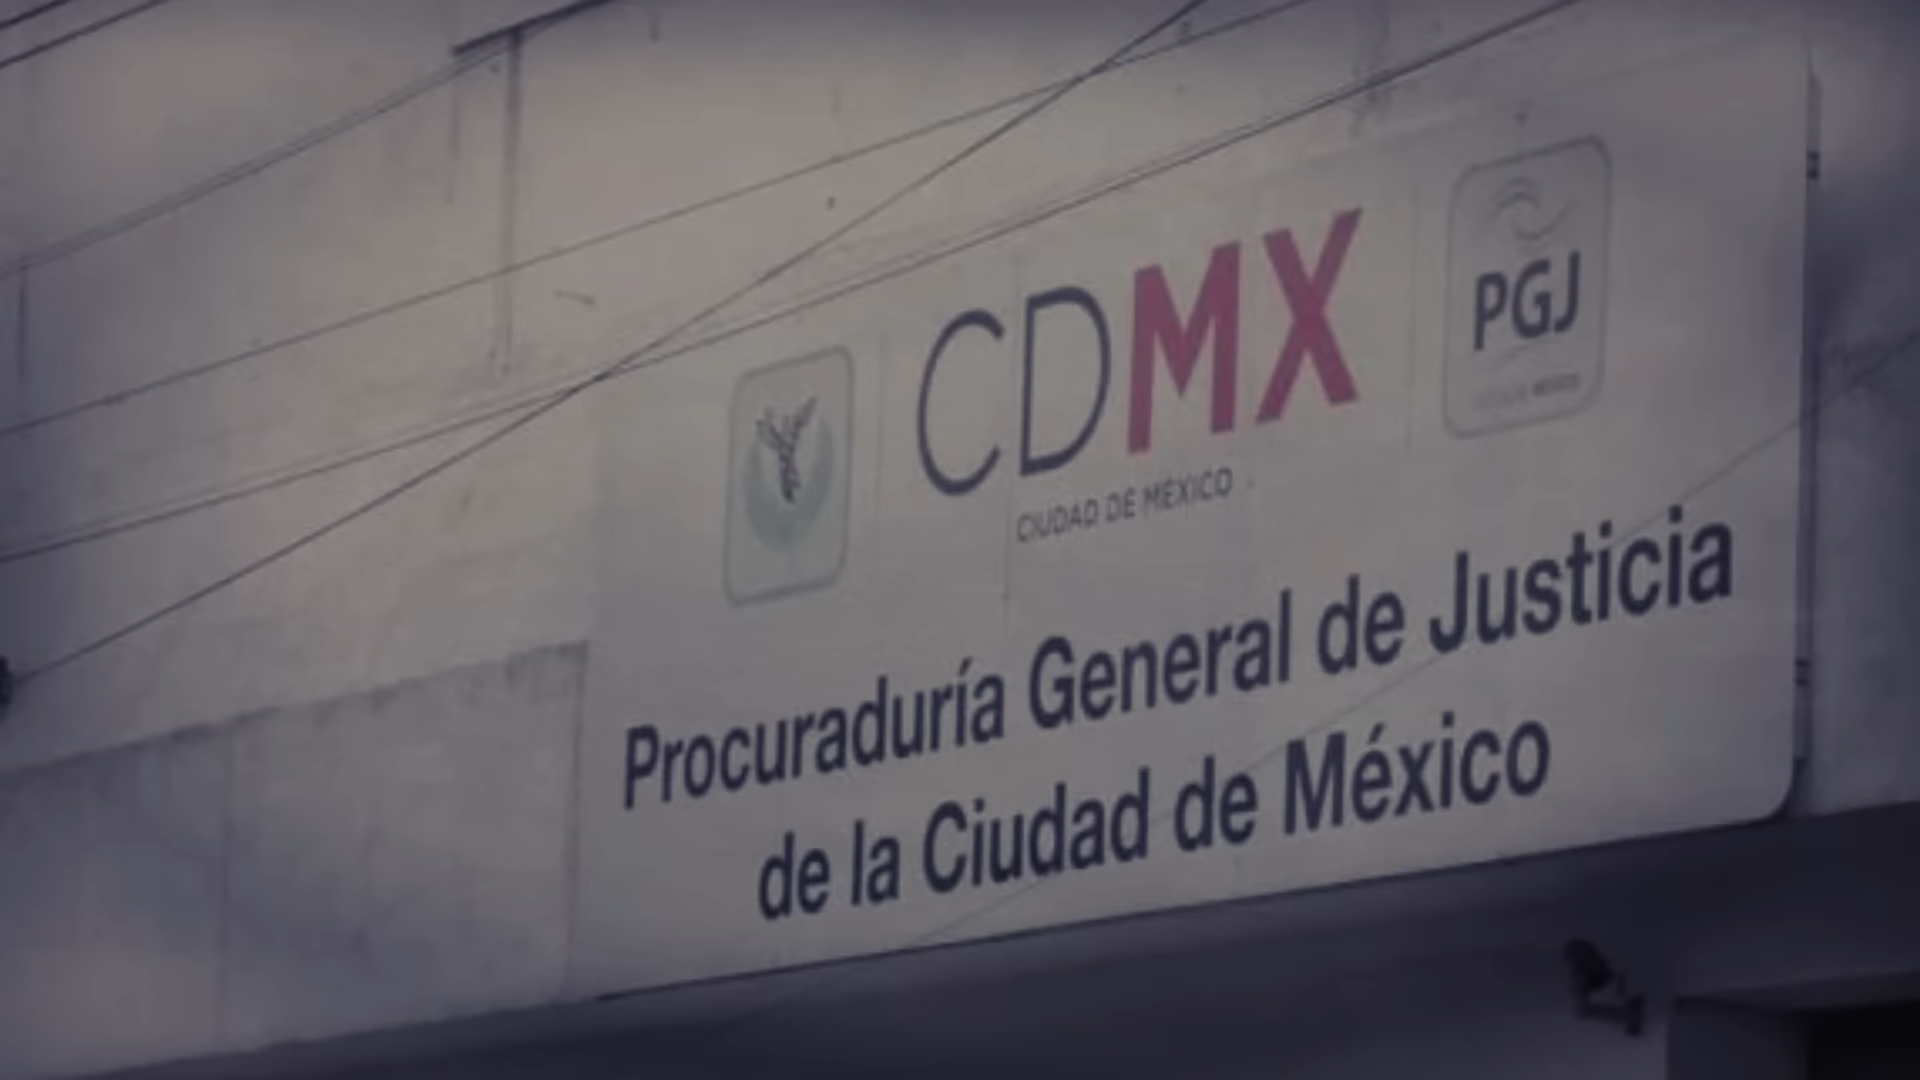 CDMX
CIUDAD DE MÉXICO
PGJ
Procuraduría General de Justicia
de la Ciudad de México